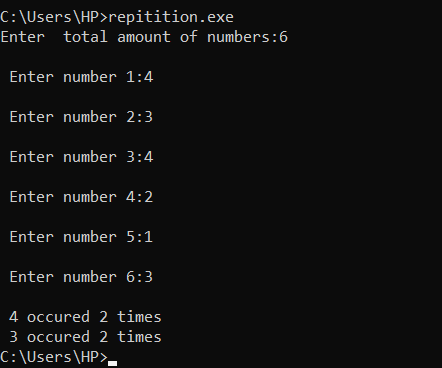 C:\Users\HP>repitition.exe
Enter  total amount of numbers:6
Enter number 1:4
Enter number 2:3
Enter number 3:4
Enter number 4:2
Enter number 5:1
Enter number 6:3
4 occured 2 times
3 occured 2 times
C:\Users\HP>